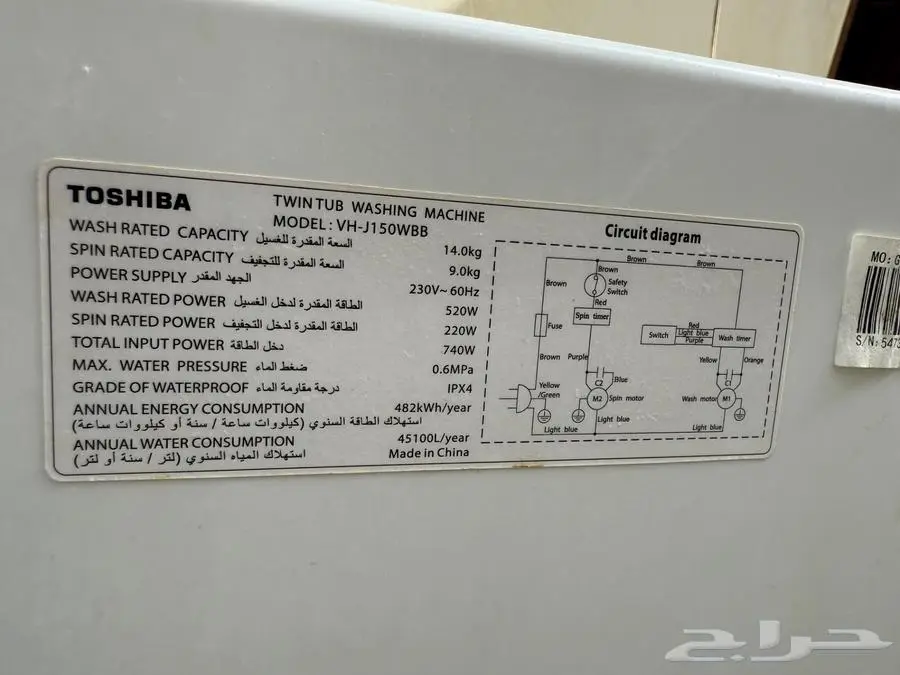 TOSHIBA
TWIN TUB WASHING MACHINE
MODEL : VH-J150WBB
WASH RATED CAPACITY السعة المقدرة للغسيل 14.0kg
SPIN RATED CAPACITY السعة المقدرة للتجفيف 9.0kg
POWER SUPPLY الجهد المقدر 230V~ 60Hz
WASH RATED POWER الطاقة المقدرة لدخل الغسيل 520W
SPIN RATED POWER الطاقة المقدرة لدخل التجفيف 220W
TOTAL INPUT POWER دخل الطاقة 740W
MAX. WATER PRESSURE ضغط الماء 0.6MPa
GRADE OF WATERPROOF درجة مقاومة الماء IPX4
ANNUAL ENERGY CONSUMPTION 482kWh/year
استهلاك الطاقة السنوي (كيلووات ساعة / سنة أو كيلووات ساعة)
ANNUAL WATER CONSUMPTION 45100L/year
استهلاك المياه السنوي (لتر / سنة أو لتر)
Made in China
Circuit diagram
Brown
Brown
Brown
Brown
Safety
Switch
Red
Spin timer
Fuse
Switch
Red
Light blue
Purple
Wash timer
Brown
Purple
Yellow
Orange
C2
Blue
C1
Yellow
/Green
M2
Spin motor
Wash motor
M1
Light blue
Light blue
Light blue
MO: G
S/N: 5473
حراج